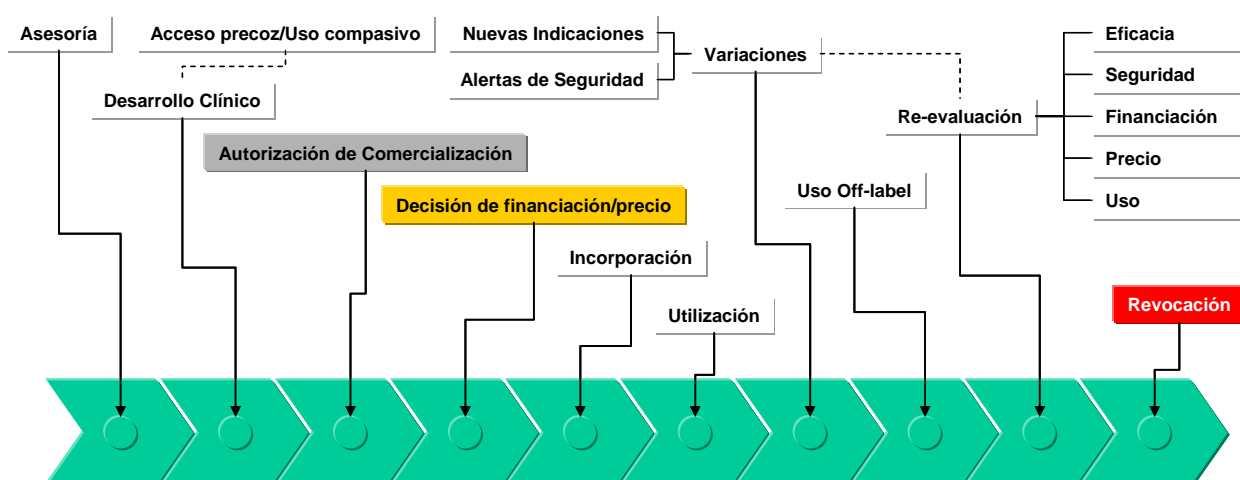 Asesoría
Acceso precoz/Uso compasivo
Desarrollo Clínico
Autorización de Comercialización
Decisión de financiación/precio
Incorporación
Utilización
Nuevas Indicaciones
Alertas de Seguridad
Variaciones
Uso Off-label
Re-evaluación
Eficacia
Seguridad
Financiación
Precio
Uso
Revocación